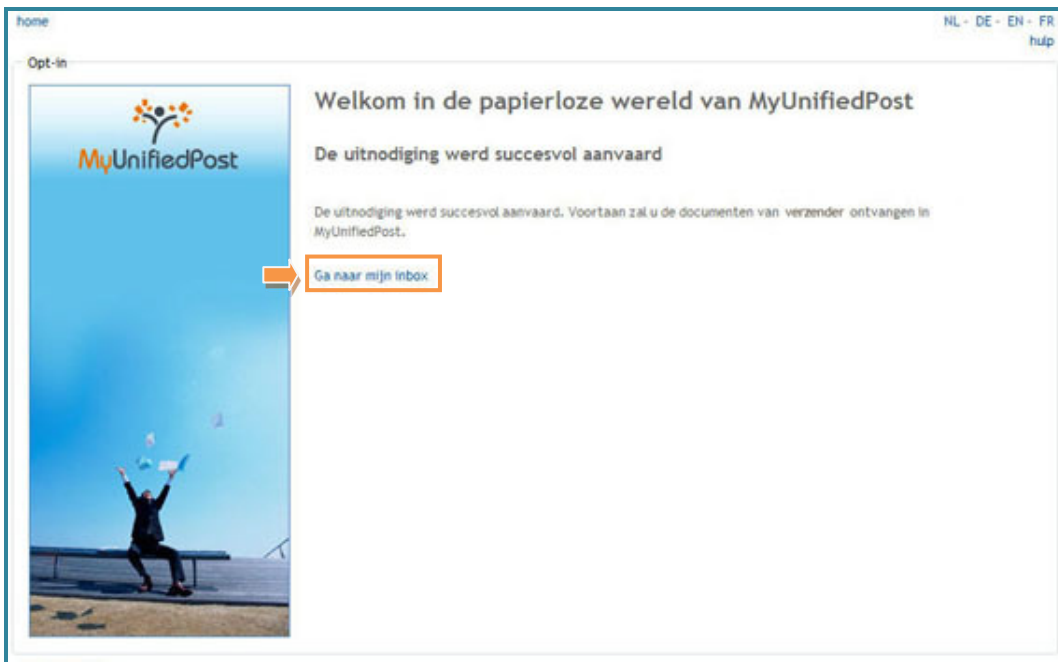 home
NL - DE - EN - FR
hulp
Opt-in
MyUnifiedPost
Welkom in de papierloze wereld van MyUnifiedPost
De uitnodiging werd succesvol aanvaard
De uitnodiging werd succesvol aanvaard. Voortaan zal u de documenten van verzender ontvangen in
MyUnifiedPost.
Ga naar mijn inbox